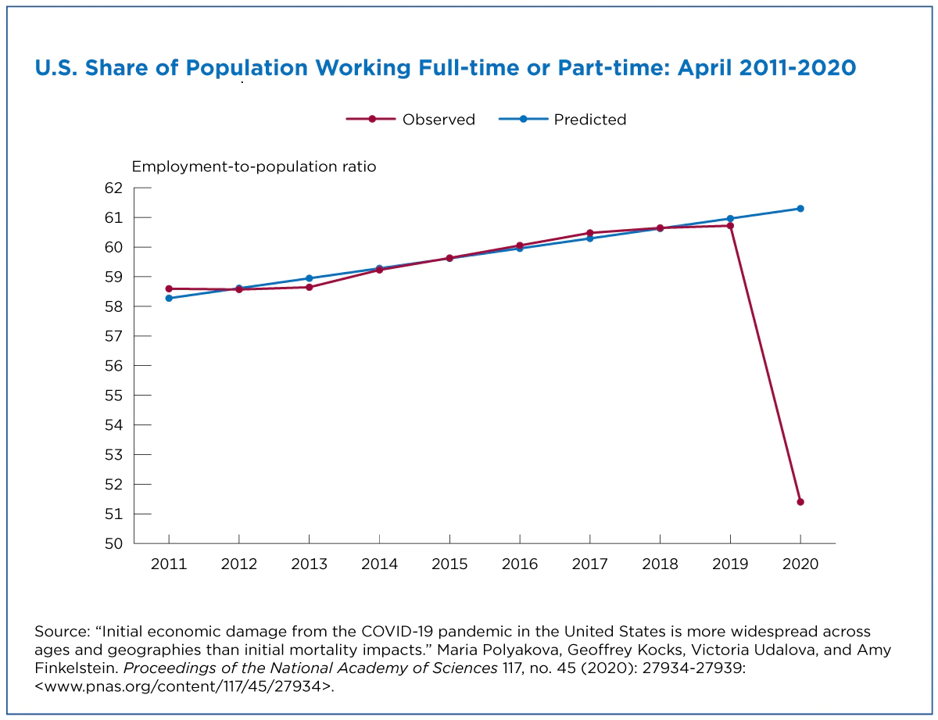 U.S. Share of Population Working Full-time or Part-time: April 2011-2020
Observed Predicted
Employment-to-population ratio
62
61
60
59
58
57
56
55
54
53
52
51
50
2011 2012 2013 2014 2015 2016 2017 2018 2019 2020
Source: “Initial economic damage from the COVID-19 pandemic in the United States is more widespread across
ages and geographies than initial mortality impacts.” Maria Polyakova, Geoffrey Kocks, Victoria Udalova, and Amy
Finkelstein. Proceedings of the National Academy of Sciences 117, no. 45 (2020): 27934-27939:
<www.pnas.org/content/117/45/27934>.